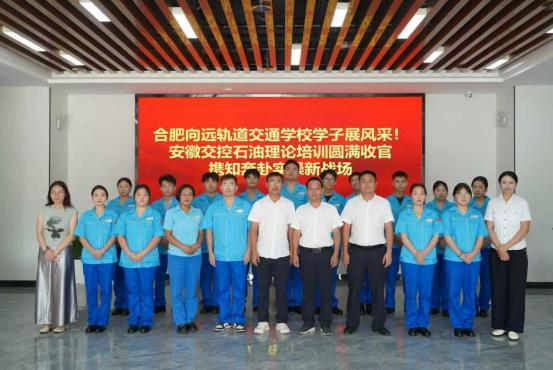 合肥向远轨道交通学校学子展风采！
安徽交控石油理论培训圆满收官
携知奔赴实操新战场